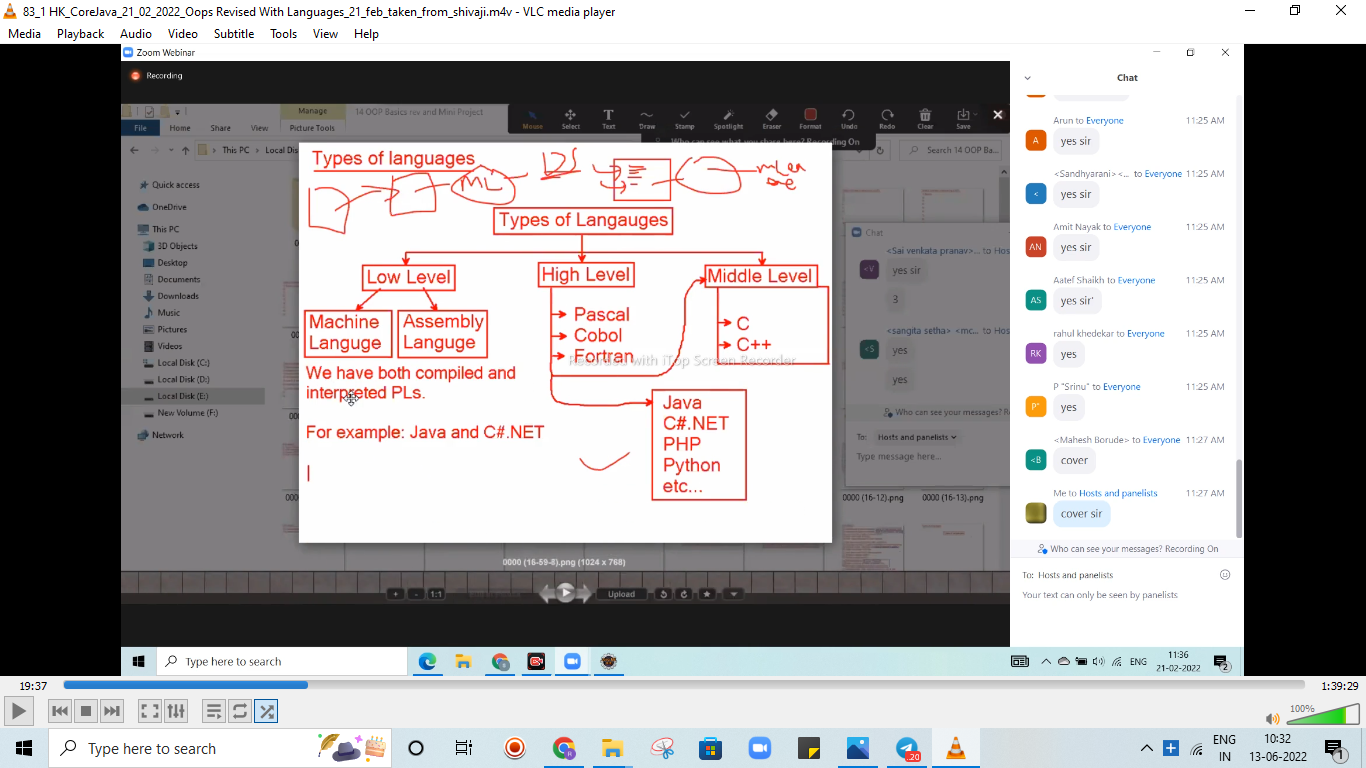 83_1 HK_CoreJava_21_02_2022_Oops Revised With Languages_21_feb_taken_from_shivaji.m4v - VLC media player
Media Playback Audio Video Subtitle Tools View Help
Zoom Webinar
Recording
Manage
14 OOP Basics niv and Mini Project
File Home Share View Picture Tools
Mouse Select Text Draw Stamp Spotlight Eraser Format Undo Redo Clear Save
Who can see what you share here? Recording On
This PC Local Disk
Search 14 OOP Ba...
Quick access
OneDrive
This PC
3D Objects
Desktop
Documents
Downloads
Music
Pictures
Videos
Local Disk (C:)
Local Disk (D:)
Local Disk (E:)
New Volume (F:)
Network
Types of languages
ML
Types of Langauges
Low Level
High Level
Middle Level
Machine
Languge
Assembly
Languge
Pascal
Cobol
Fortran
C
C++
Recorded with iTop Screen Recorder
We have both compiled and
interpreted PLs.
For example: Java and C#.NET
Java
C#.NET
PHP
Python
etc...
Chat
<Sai venkata pranav>... to Hosts
yes sir
3
<sangita setha> <mc...
yes
yes
Who can see your messages? R
To: Hosts and panelists
Type message here...
0000 (16-12).png
0000 (16-13).png
0000 (16-59-8).png (1024 x 768)
1:1
Upload
Chat
Arun to Everyone 11:25 AM
A
yes sir
<Sandhyarani> <... to Everyone 11:25 AM
<
yes sir
Amit Nayak to Everyone 11:25 AM
AN
yes sir
Aatef Shaikh to Everyone 11:25 AM
AS
yes sir'
rahul khedekar to Everyone 11:25 AM
RK
yes
P "Srinu" to Everyone 11:25 AM
P"
yes
<Mahesh Borude> to Everyone 11:27 AM
<B
cover
Me to Hosts and panelists 11:27 AM
cover sir
Who can see your messages? Recording On
To: Hosts and panelists
Your text can only be seen by panelists
Type here to search
ENG
11:36
21-02-2022
2
19:37
1:39:29
100%
Type here to search
.20
ENG
IN
10:32
13-06-2022
1